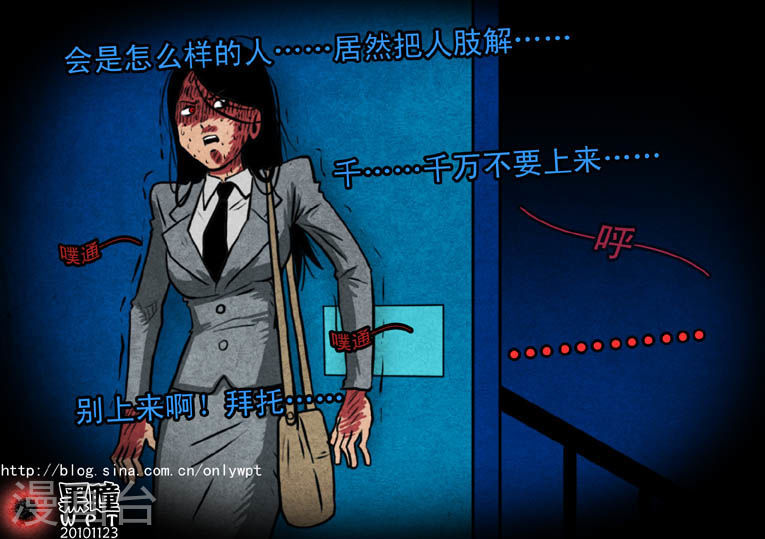 会是怎么样的人……居然把人肢解……
千……千万不要上来……
呼
噗通
噗通
别上来啊！拜托……
http://blog.sina.com.cn/onlywpt
黑瞳
漫画台
WPT
20101123